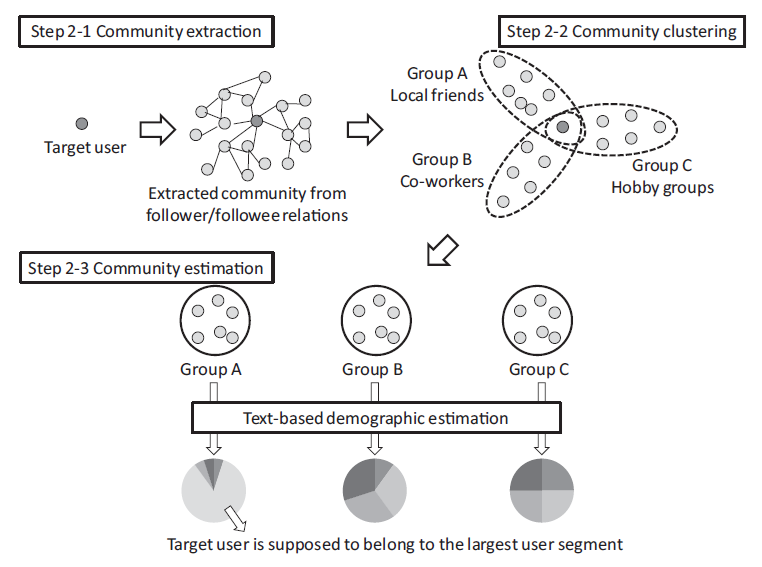 Step 2-1 Community extraction
Step 2-2 Community clustering
Target user
Extracted community from
follower/followee relations
Group A
Local friends
Group B
Co-workers
Group C
Hobby groups
Step 2-3 Community estimation
Group A
Group B
Group C
Text-based demographic estimation
Target user is supposed to belong to the largest user segment